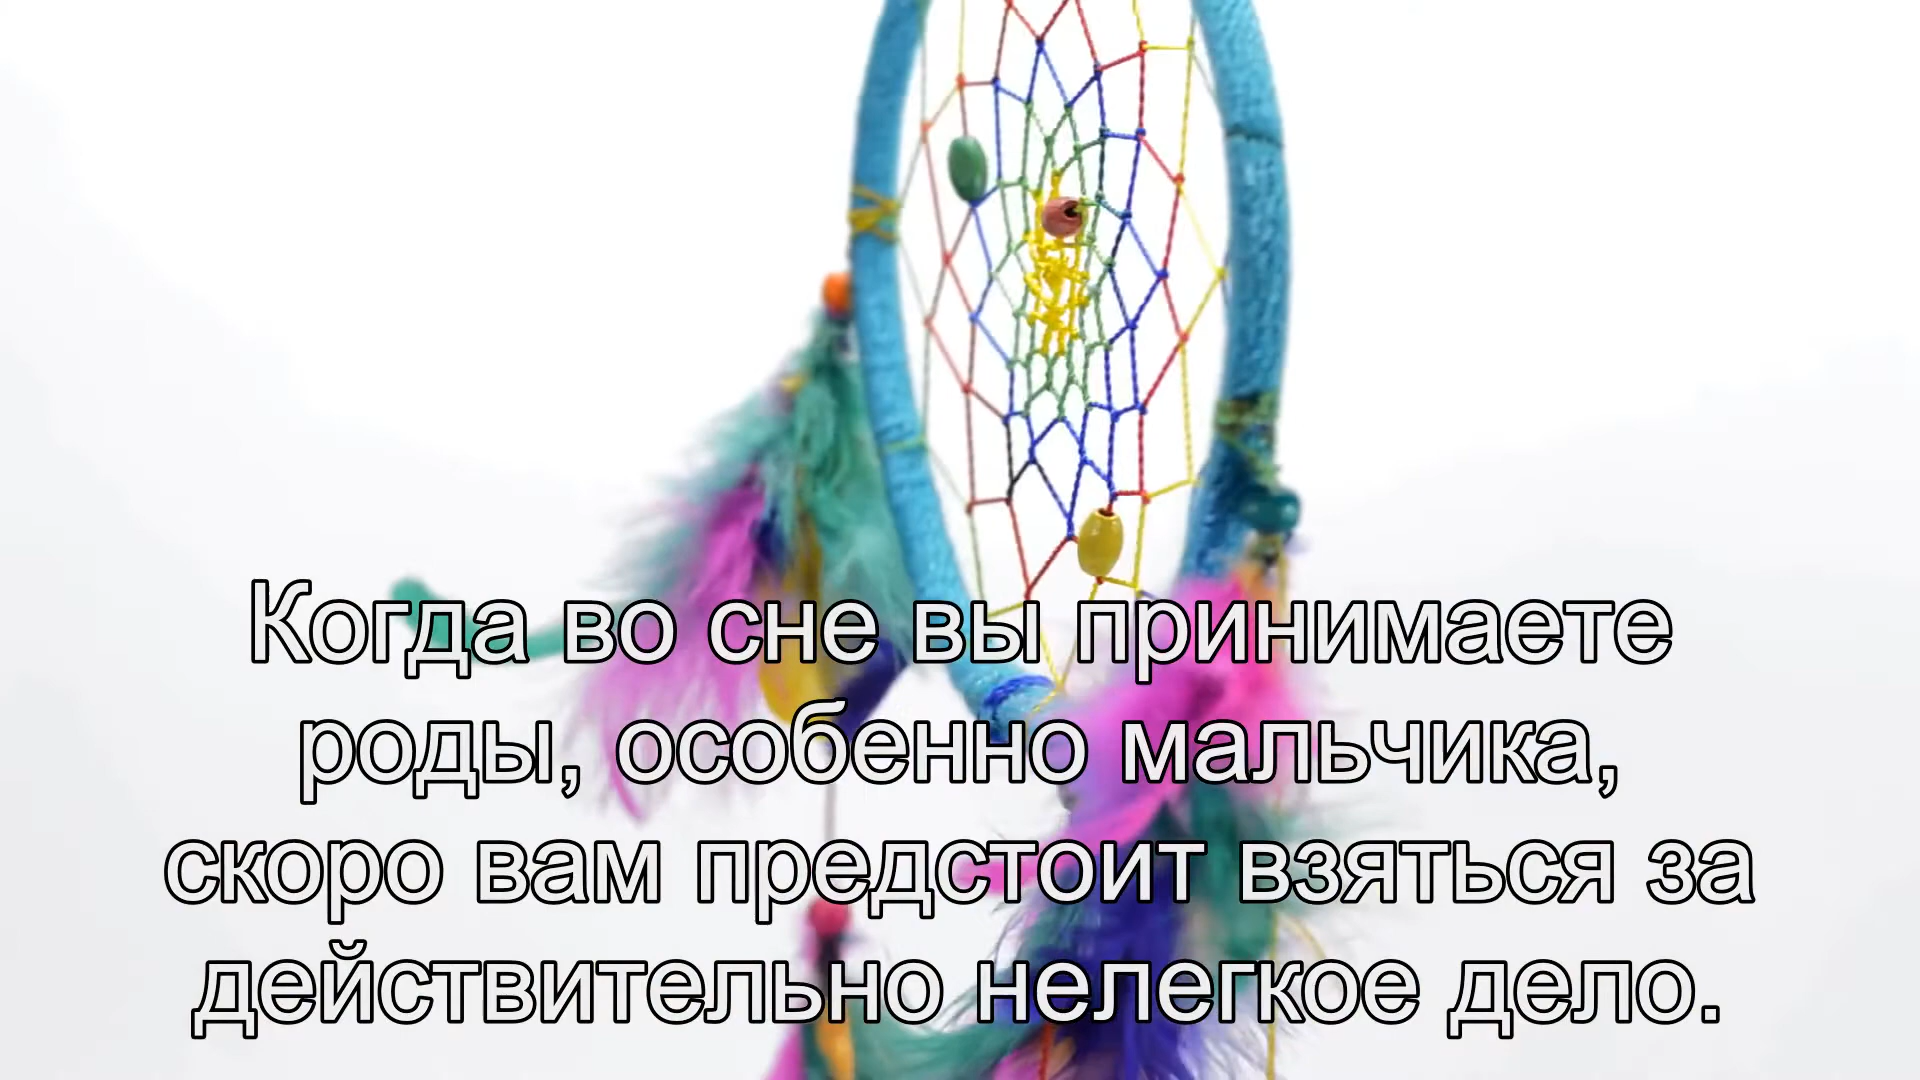 Когда во сне вы принимаете
роды, особенно мальчика,
скоро вам предстоит взяться за
действительно нелегкое дело.